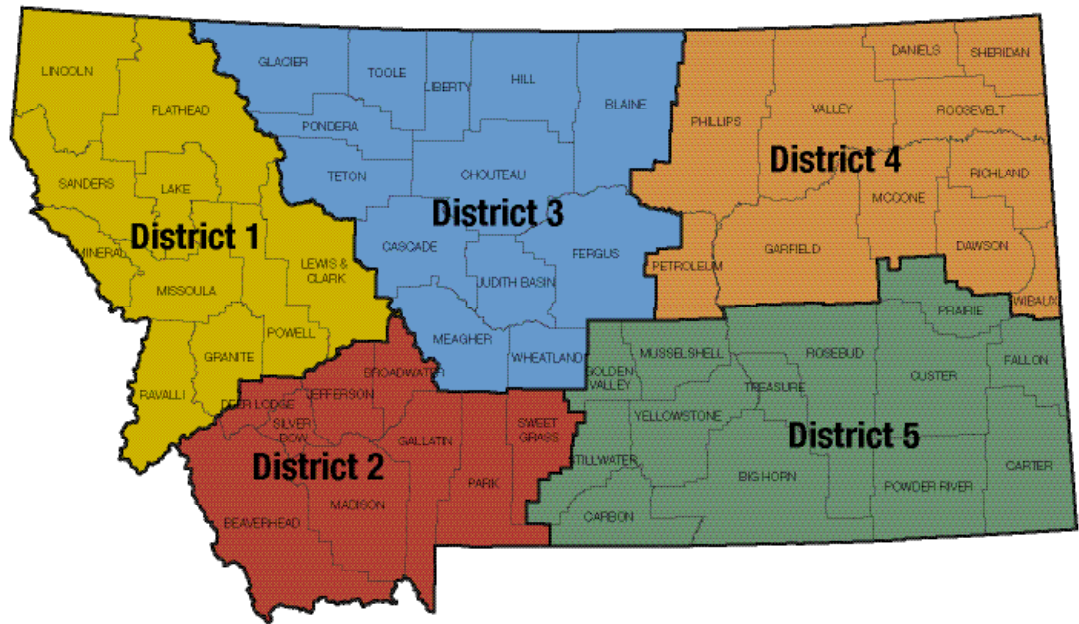 LINCOLN
FLATHEAD
SANDERS
LAKE
District 1
MINERAL
MISSOULA
LEWIS &
CLARK
POWELL
GRANITE
RAVALLI
GLACIER
TOOLE
LIBERTY
HILL
BLAINE
PONDERA
TETON
CHOUTEAU
District 3
CASCADE
FERGUS
JUDITH BASIN
MEAGHER
WHEATLAND
DANIELS
SHERIDAN
PHILLIPS
VALLEY
ROOSEVELT
District 4
RICHLAND
MCCONE
GARFIELD
DAWSON
PETROLEUM
WIBAUX
BROADWATER
JEFFERSON
DEER LODGE
SILVER
BOW
GALLATIN
SWEET
GRASS
District 2
PARK
MADISON
BEAVERHEAD
PRAIRIE
MUSSELSHELL
ROSEBUD
FALLON
GOLDEN
VALLEY
TREASURE
CUSTER
YELLOWSTONE
District 5
STILLWATER
BIG HORN
CARTER
POWDER RIVER
CARBON